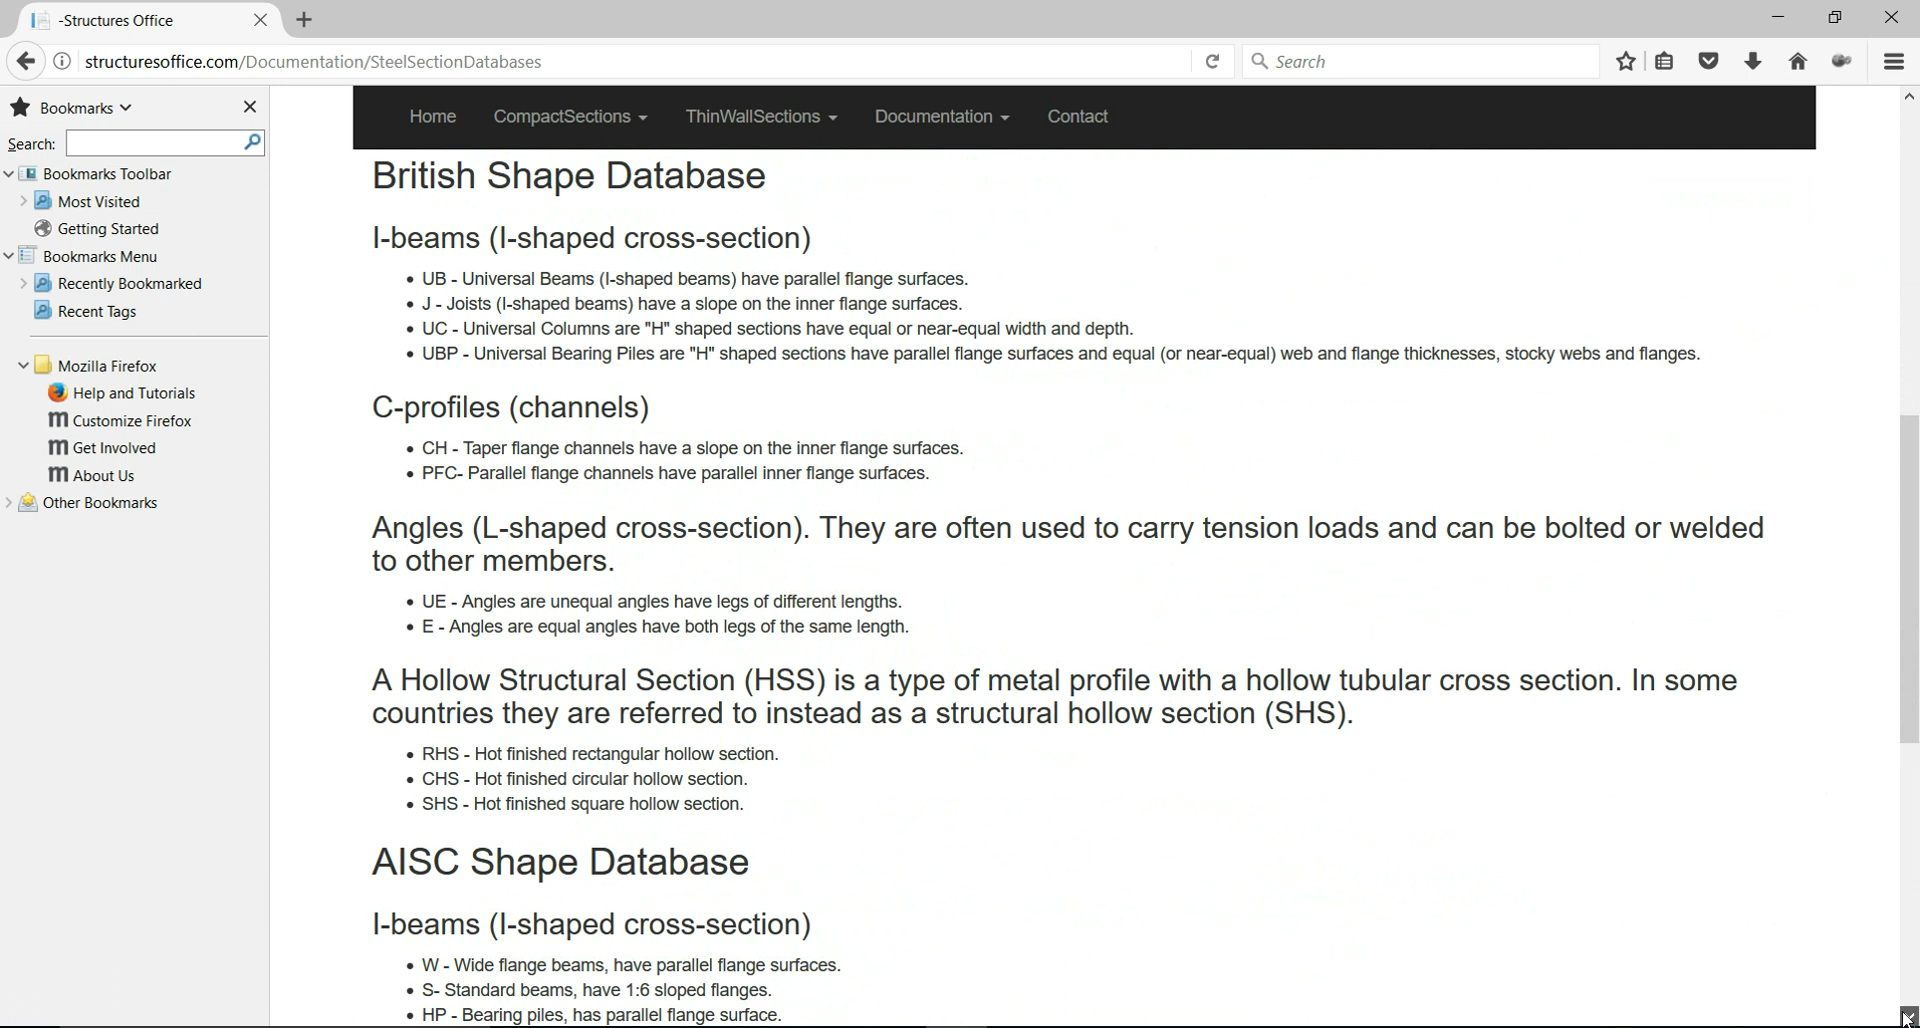 -Structures Office
structuresoffice.com/Documentation/SteelSectionDatabases
Search
Bookmarks
Search:
Bookmarks Toolbar
Most Visited
Getting Started
Bookmarks Menu
Recently Bookmarked
Recent Tags
Mozilla Firefox
Help and Tutorials
Customize Firefox
Get Involved
About Us
Other Bookmarks
Home CompactSections ThinWallSections Documentation Contact
British Shape Database
I-beams (I-shaped cross-section)
• UB - Universal Beams (I-shaped beams) have parallel flange surfaces.
• J - Joists (I-shaped beams) have a slope on the inner flange surfaces.
• UC - Universal Columns are "H" shaped sections have equal or near-equal width and depth.
• UBP - Universal Bearing Piles are "H" shaped sections have parallel flange surfaces and equal (or near-equal) web and flange thicknesses, stocky webs and flanges.
C-profiles (channels)
• CH - Taper flange channels have a slope on the inner flange surfaces.
• PFC- Parallel flange channels have parallel inner flange surfaces.
Angles (L-shaped cross-section). They are often used to carry tension loads and can be bolted or welded
to other members.
• UE - Angles are unequal angles have legs of different lengths.
• E - Angles are equal angles have both legs of the same length.
A Hollow Structural Section (HSS) is a type of metal profile with a hollow tubular cross section. In some
countries they are referred to instead as a structural hollow section (SHS).
• RHS - Hot finished rectangular hollow section.
• CHS - Hot finished circular hollow section.
• SHS - Hot finished square hollow section.
AISC Shape Database
I-beams (I-shaped cross-section)
• W - Wide flange beams, have parallel flange surfaces.
• S- Standard beams, have 1:6 sloped flanges.
• HP - Bearing piles, has parallel flange surface.